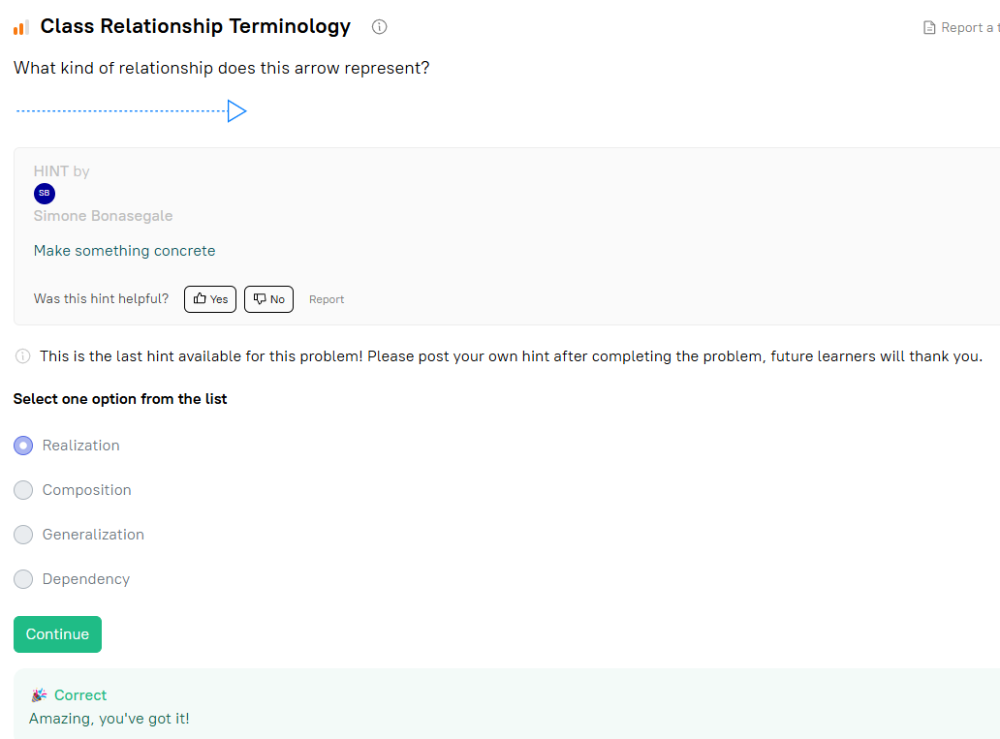 Class Relationship Terminology
Report a t
What kind of relationship does this arrow represent?
HINT by
SB
Simone Bonasegale
Make something concrete
Was this hint helpful? Yes No Report
This is the last hint available for this problem! Please post your own hint after completing the problem, future learners will thank you.
Select one option from the list
Realization
Composition
Generalization
Dependency
Continue
Correct
Amazing, you've got it!